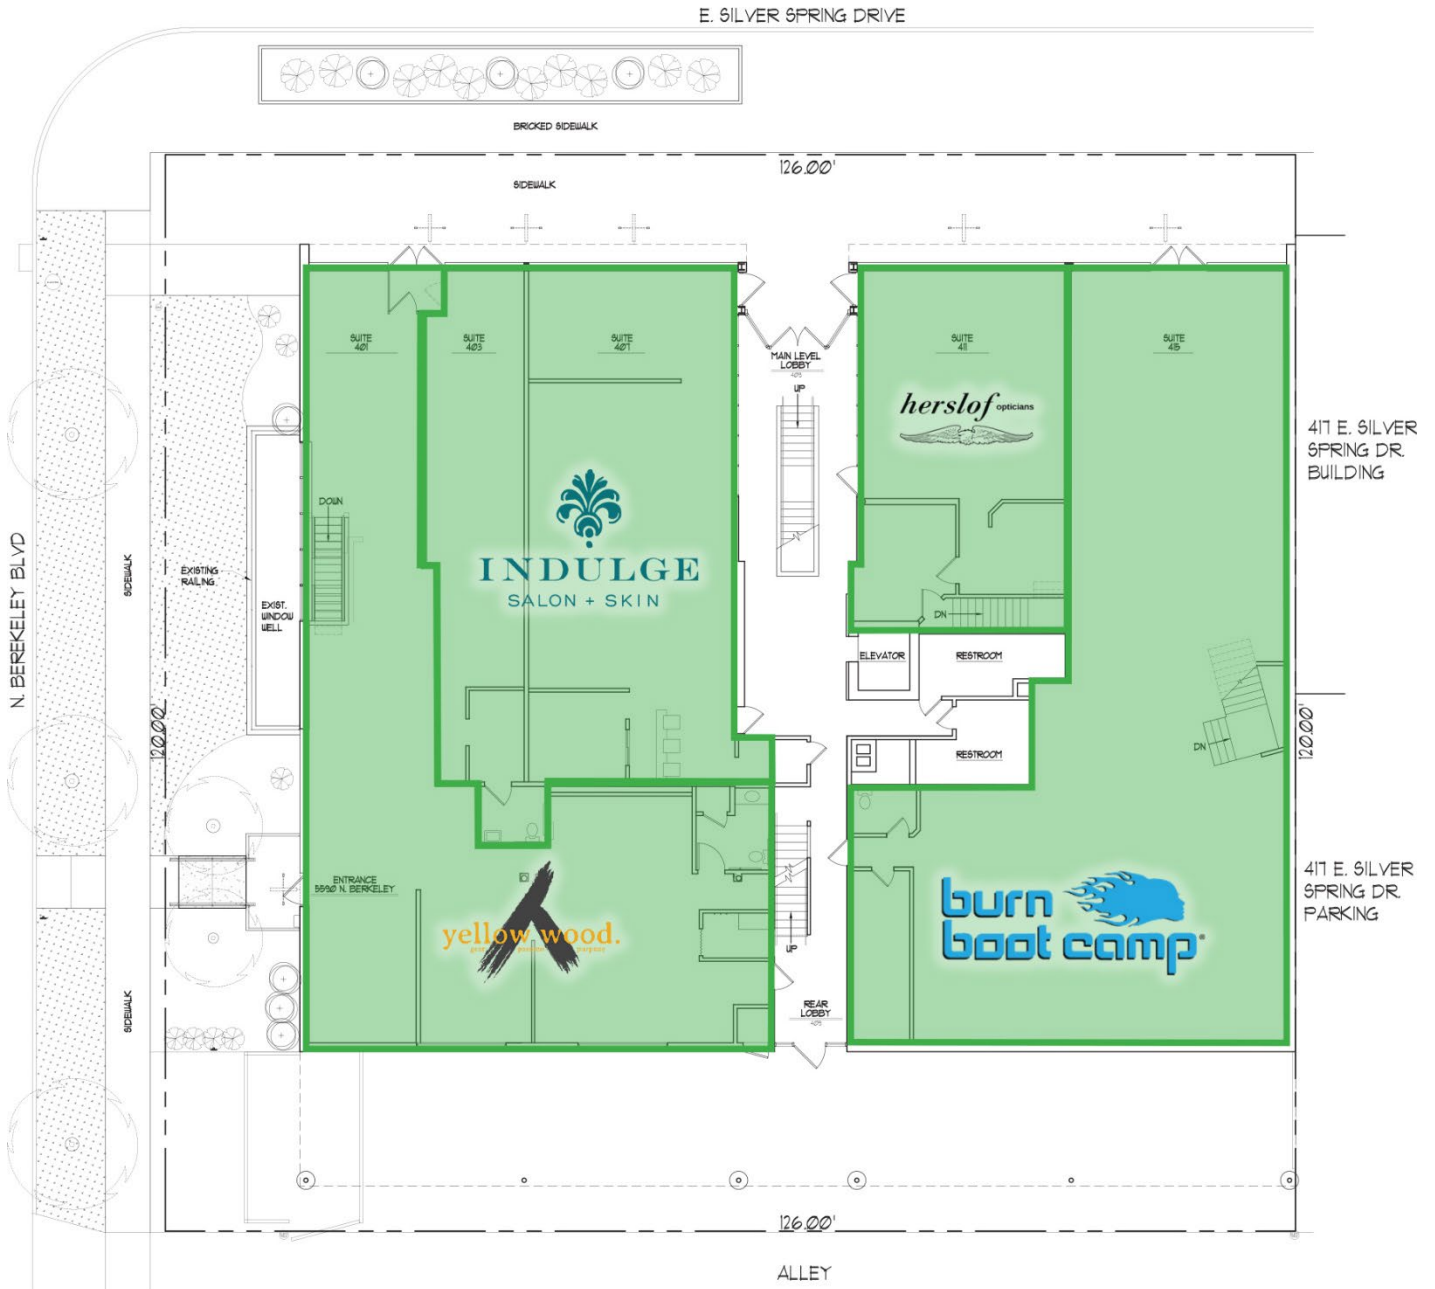 E. SILVER SPRING DRIVE
BRICKED SIDEWALK
126.00'
SIDEWALK
SUITE
401
SUITE
403
SUITE
407
MAIN LEVEL
LOBBY
UP
SUITE
411
SUITE
415
herslof opticians
417 E. SILVER
SPRING DR.
BUILDING
DOWN
INDULGE
SALON + SKIN
EXISTING
RAILING
EXIST.
WINDOW
WELL
SIDEWALK
N. BEREKELEY BLVD
DN
ELEVATOR
RESTROOM
120.00'
RESTROOM
DN
120.00'
ENTRANCE
5590 N. BERKELEY
yellow wood.
UP
burn
boot camp
417 E. SILVER
SPRING DR.
PARKING
SIDEWALK
REAR
LOBBY
126.00'
ALLEY